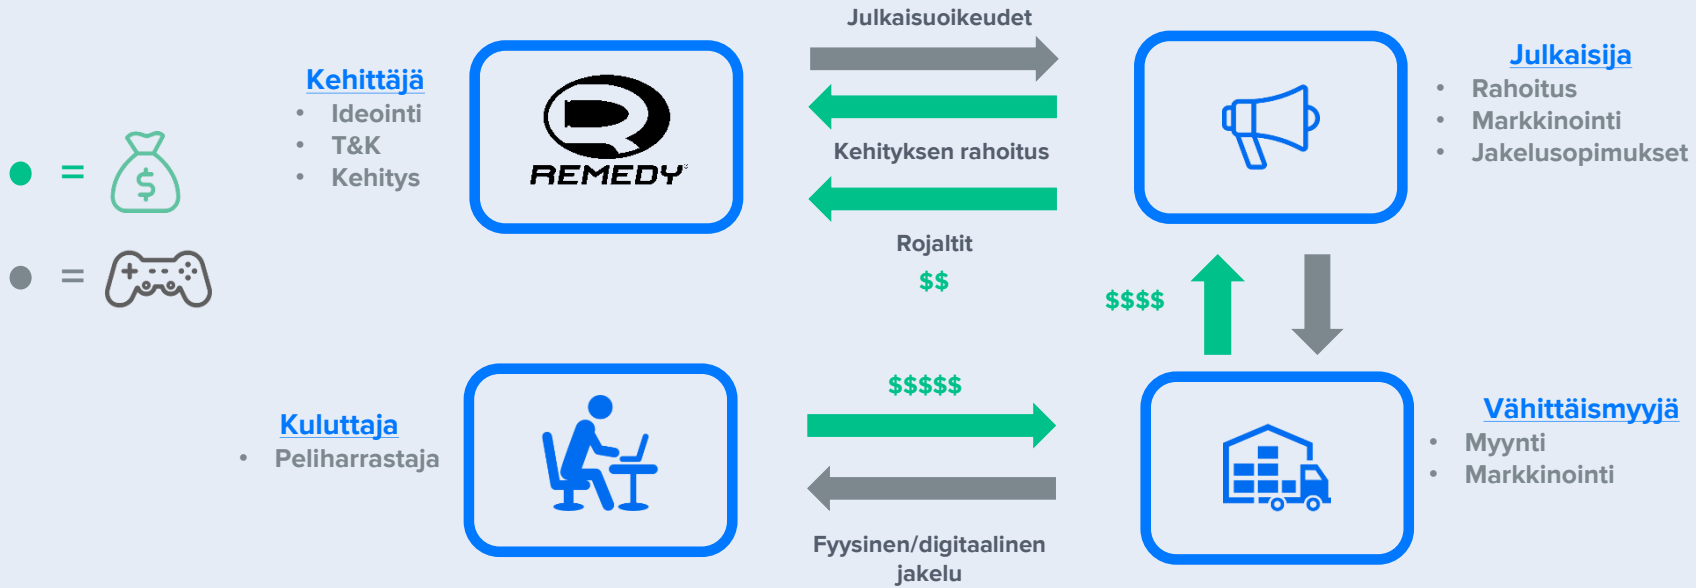 Julkaisuoikeudet
Kehittäjä
• Ideointi
• T&K
• Kehitys
REMEDY
Kehityksen rahoitus
Rojaltit
$$
Julkaisija
• Rahoitus
• Markkinointi
• Jakelusopimukset
= $
=
$$$$
Kuluttaja
• Peliharrastaja
$$$$$
Fyysinen/digitaalinen
jakelu
Vähittäismyyjä
• Myynti
• Markkinointi